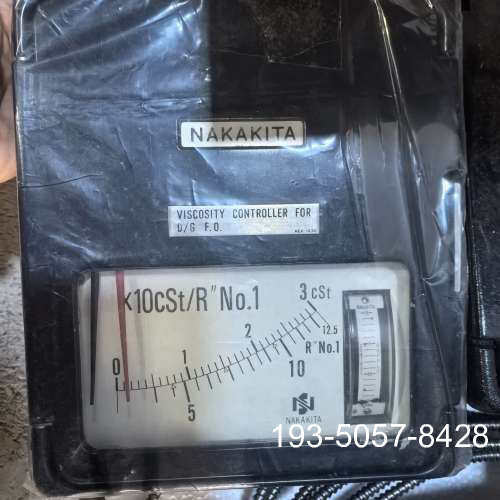 NAKAKITA
VISCOSITY CONTROLLER FOR
D/G F.O.
×10cSt/R"No.1
3 cSt
2
12.5
R"No.1
0
1
10
5
NAKAKITA
193-5057-8428